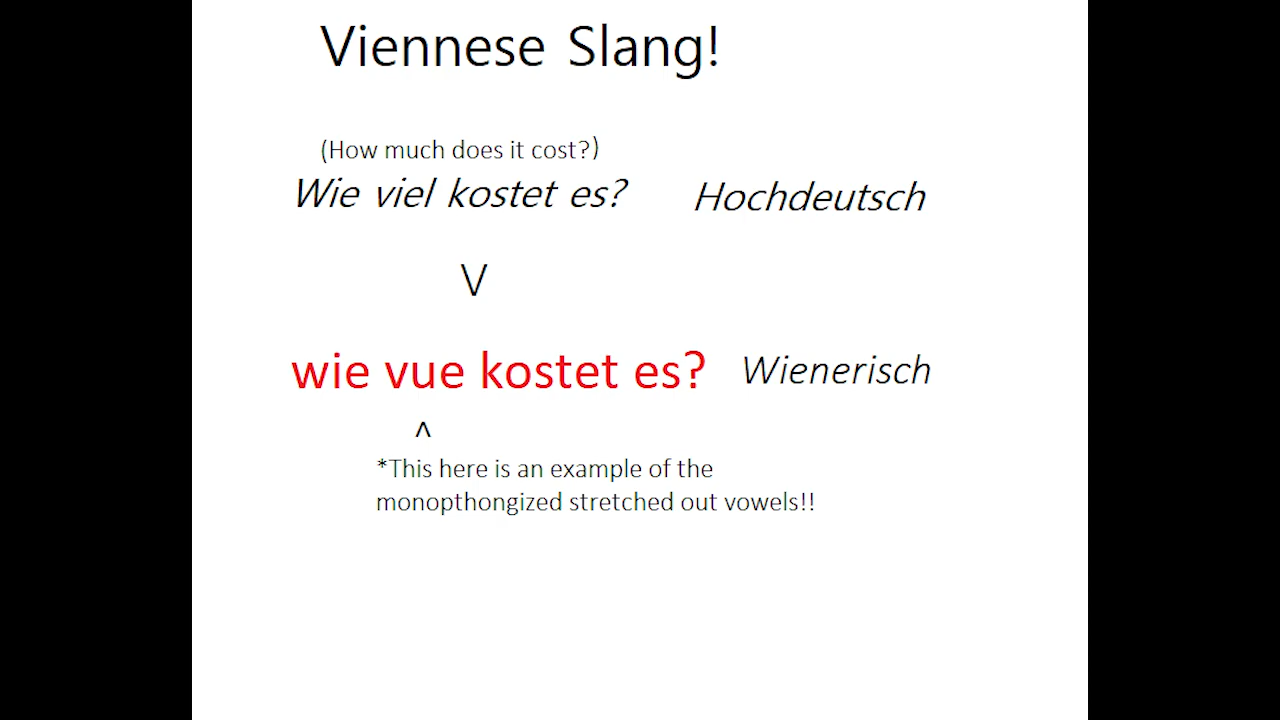 Viennese Slang!
(How much does it cost?)
Wie viel kostet es? Hochdeutsch
V
wie vue kostet es? Wienerisch
^
*This here is an example of the
monopthongized stretched out vowels!!